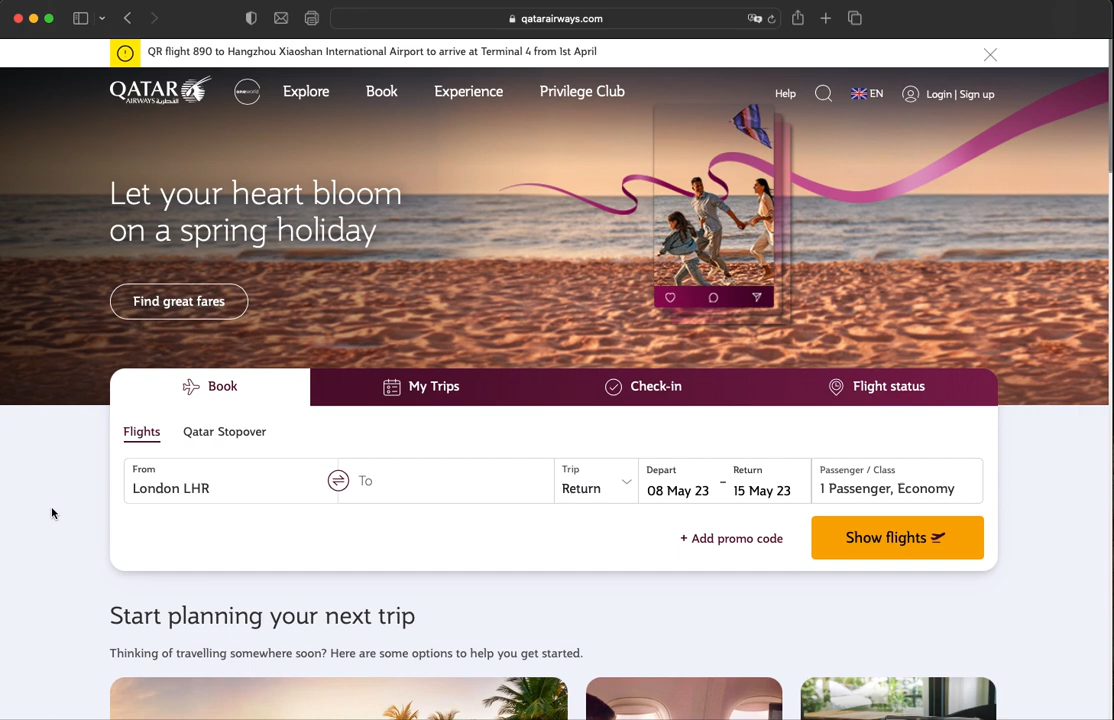 qatarairways.com
QR flight 890 to Hangzhou Xiaoshan International Airport to arrive at Terminal 4 from 1st April
QATAR
AIRWAYS القطرية
oneworld
Explore
Book
Experience
Privilege Club
Help
EN
Login | Sign up
Let your heart bloom
on a spring holiday
Find great fares
Book
My Trips
Check-in
Flight status
Flights
Qatar Stopover
From
London LHR
To
Trip
Return
Depart
08 May 23
-
Return
15 May 23
Passenger / Class
1 Passenger, Economy
+ Add promo code
Show flights
Start planning your next trip
Thinking of travelling somewhere soon? Here are some options to help you get started.